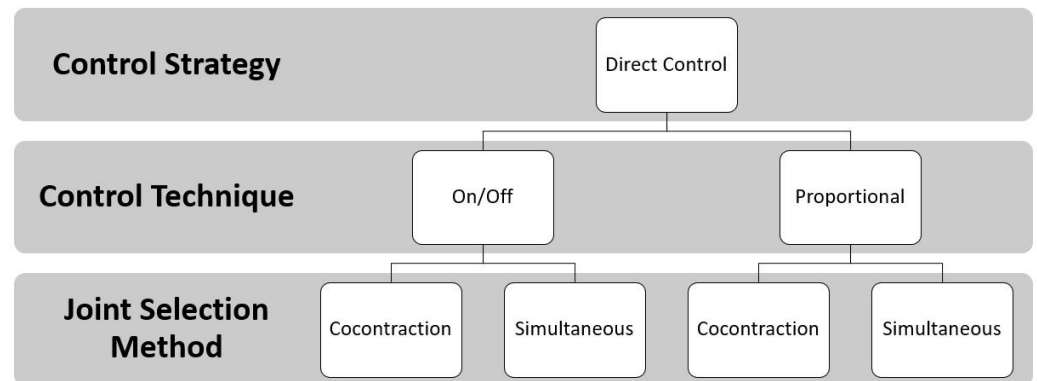 Control Strategy
Direct Control
Control Technique
On/Off
Proportional
Joint Selection
Method
Cocontraction
Simultaneous
Cocontraction
Simultaneous